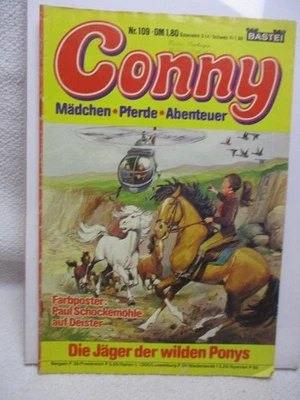 Nr. 109 · DM 1,80
BASTEI
Conny
Mädchen • Pferde • Abenteuer
Farbposter:
Paul Schockemöhle
auf Deister
Die Jäger der wilden Ponys